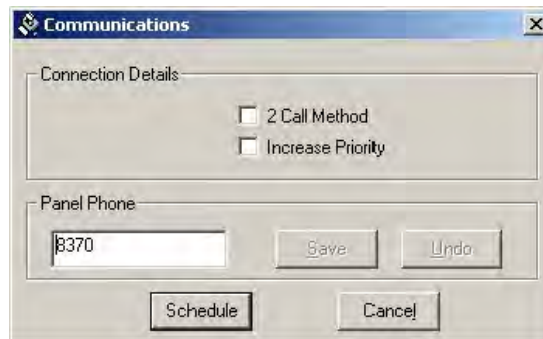 Communications
Connection Details
2 Call Method
Increase Priority
Panel Phone
8370
Save
Undo
Schedule
Cancel